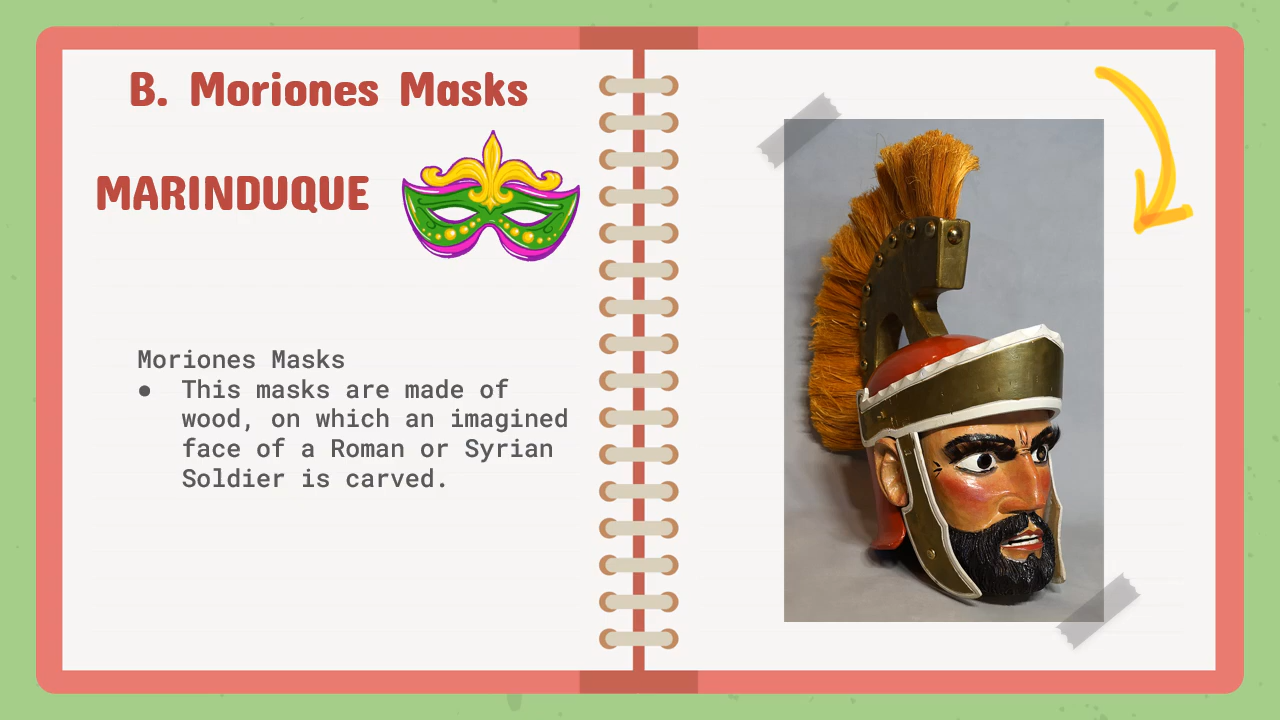 B. Moriones Masks
MARINDUQUE
Moriones Masks
● This masks are made of
wood, on which an imagined
face of a Roman or Syrian
Soldier is carved.